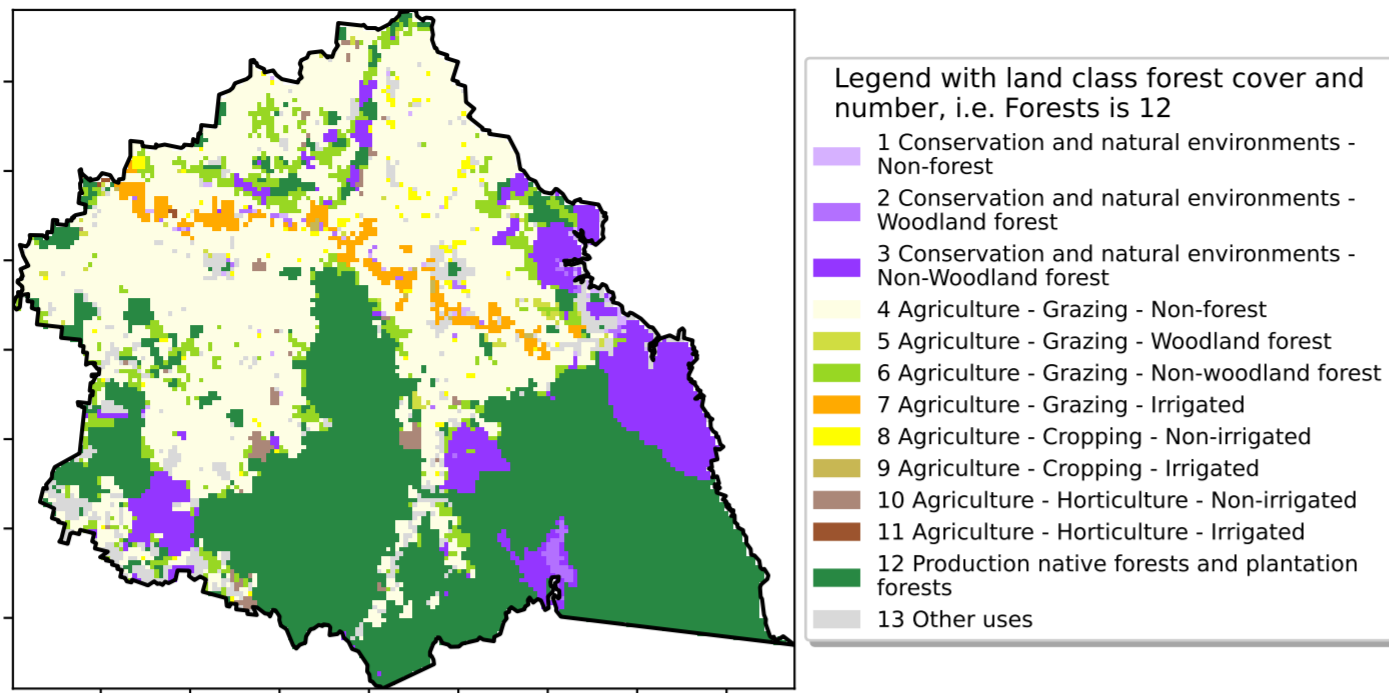 Legend with land class forest cover and
number, i.e. Forests is 12
1 Conservation and natural environments -
Non-forest
2 Conservation and natural environments -
Woodland forest
3 Conservation and natural environments -
Non-Woodland forest
4 Agriculture - Grazing - Non-forest
5 Agriculture - Grazing - Woodland forest
6 Agriculture - Grazing - Non-woodland forest
7 Agriculture - Grazing - Irrigated
8 Agriculture - Cropping - Non-irrigated
9 Agriculture - Cropping - Irrigated
10 Agriculture - Horticulture - Non-irrigated
11 Agriculture - Horticulture - Irrigated
12 Production native forests and plantation
forests
13 Other uses